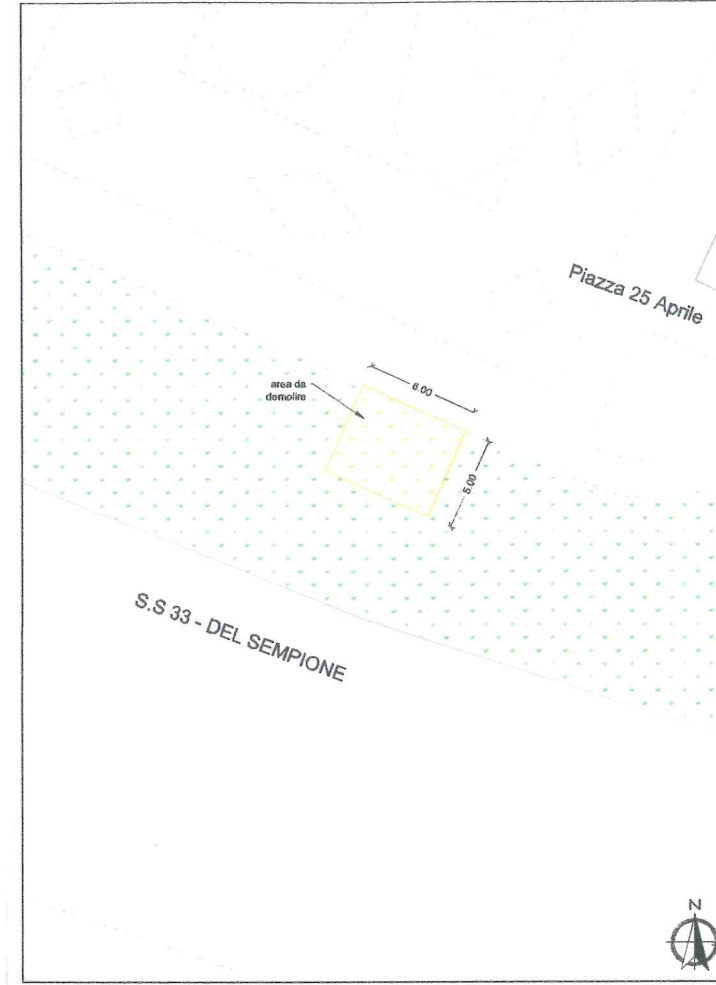 Piazza 25 Aprile
area da
demolire
6.00
5.00
S.S 33 - DEL SEMPIONE
N